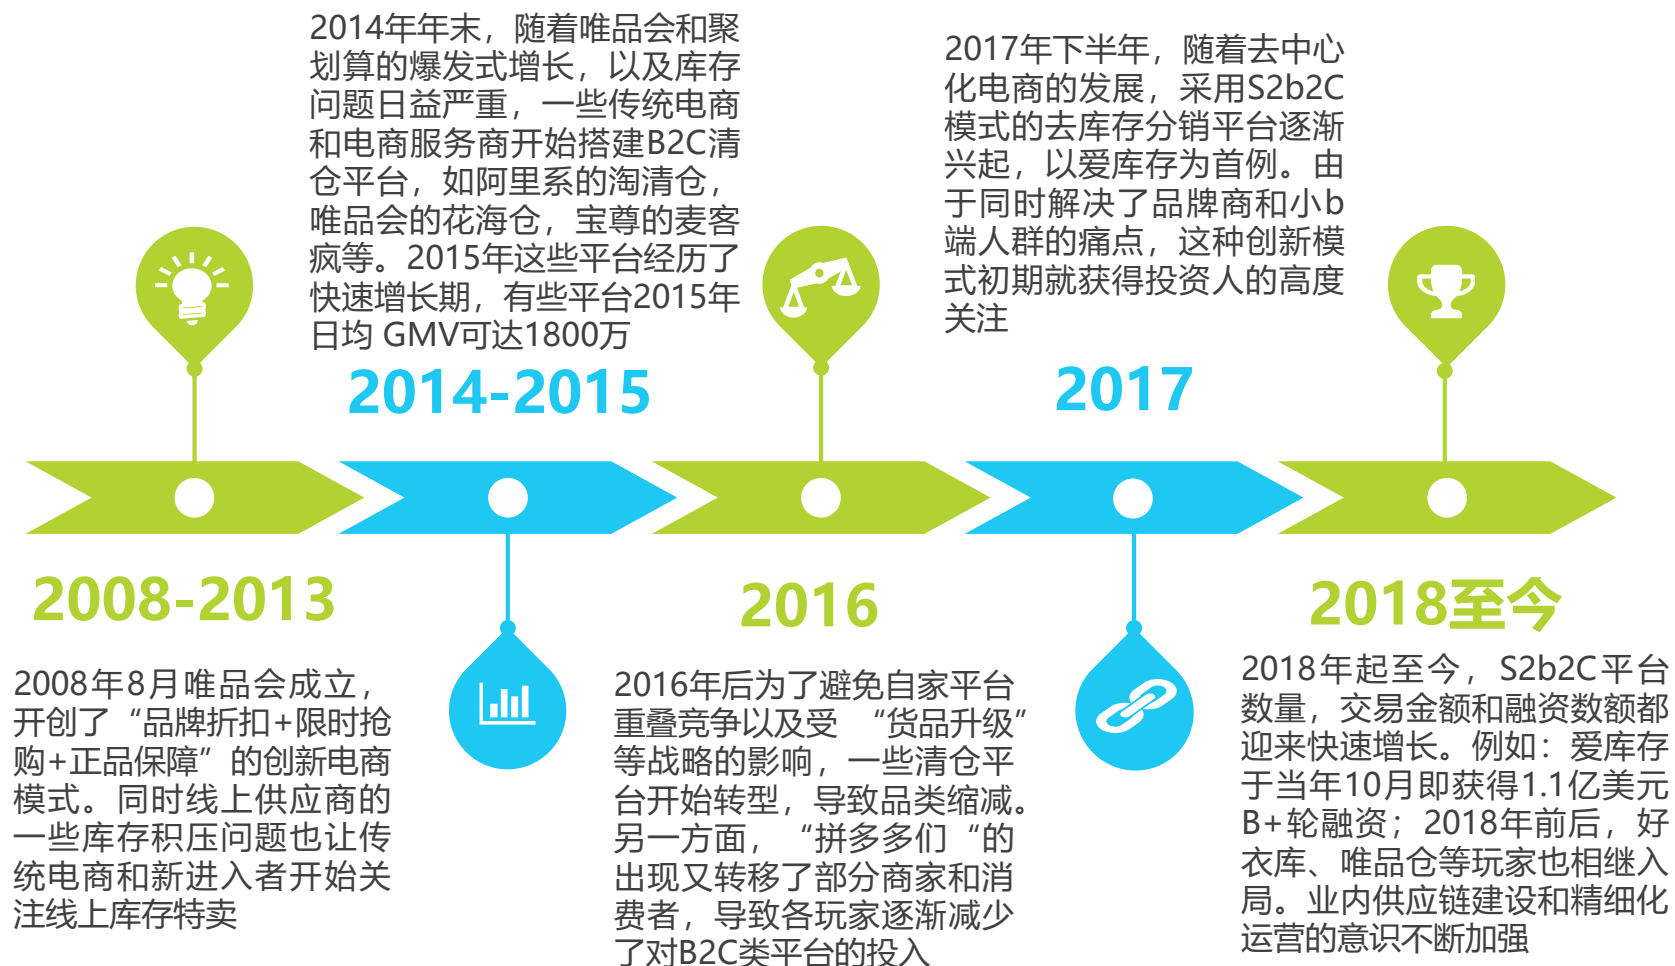 2014年年末，随着唯品会和聚
划算的爆发式增长，以及库存
问题日益严重，一些传统电商
和电商服务商开始搭建B2C清
仓平台，如阿里系的淘清仓，
唯品会的花海仓，宝尊的麦客
疯等。2015年这些平台经历了
快速增长期，有些平台2015年
日均 GMV可达1800万
2014-2015
2017年下半年，随着去中心
化电商的发展，采用S2b2C
模式的去库存分销平台逐渐
兴起，以爱库存为首例。由
于同时解决了品牌商和小b
端人群的痛点，这种创新模
式初期就获得投资人的高度
关注
2017
2008-2013
2008年8月唯品会成立，
开创了“品牌折扣+限时抢
购+正品保障”的创新电商
模式。同时线上供应商的
一些库存积压问题也让传
统电商和新进入者开始关
注线上库存特卖
2016
2016年后为了避免自家平台
重叠竞争以及受 “货品升级”
等战略的影响，一些清仓平
台开始转型，导致品类缩减。
另一方面，“拼多多们“的
出现又转移了部分商家和消
费者，导致各玩家逐渐减少
了对B2C类平台的投入
2018至今
2018年起至今，S2b2C平台
数量，交易金额和融资数额都
迎来快速增长。例如：爱库存
于当年10月即获得1.1亿美元
B+轮融资；2018年前后，好
衣库、唯品仓等玩家也相继入
局。业内供应链建设和精细化
运营的意识不断加强